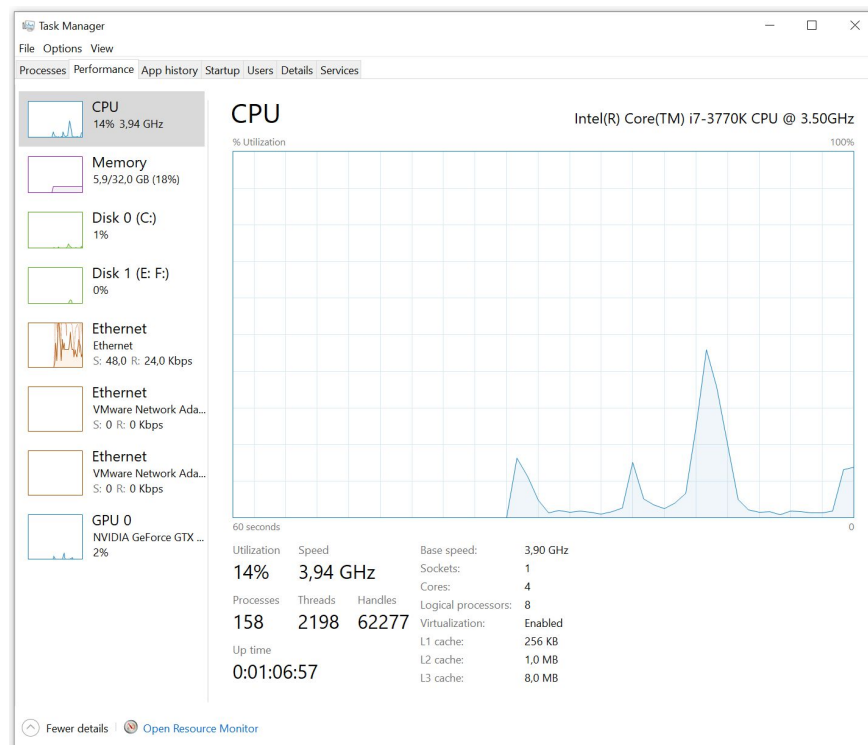 Task Manager
File Options View
Processes Performance App history Startup Users Details Services
CPU
14% 3,94 GHz
Memory
5,9/32,0 GB (18%)
Disk 0 (C:)
1%
Disk 1 (E: F:)
0%
Ethernet
Ethernet
S: 48,0 R: 24,0 Kbps
Ethernet
VMware Network Ada...
S: 0 R: 0 Kbps
Ethernet
VMware Network Ada...
S: 0 R: 0 Kbps
GPU 0
NVIDIA GeForce GTX ...
2%
CPU Intel(R) Core(TM) i7-3770K CPU @ 3.50GHz
% Utilization 100%
60 seconds 0
Utilization Speed
14% 3,94 GHz
Processes Threads Handles
158 2198 62277
Up time
0:01:06:57
Base speed: 3,90 GHz
Sockets: 1
Cores: 4
Logical processors: 8
Virtualization: Enabled
L1 cache: 256 KB
L2 cache: 1,0 MB
L3 cache: 8,0 MB
Fewer details Open Resource Monitor